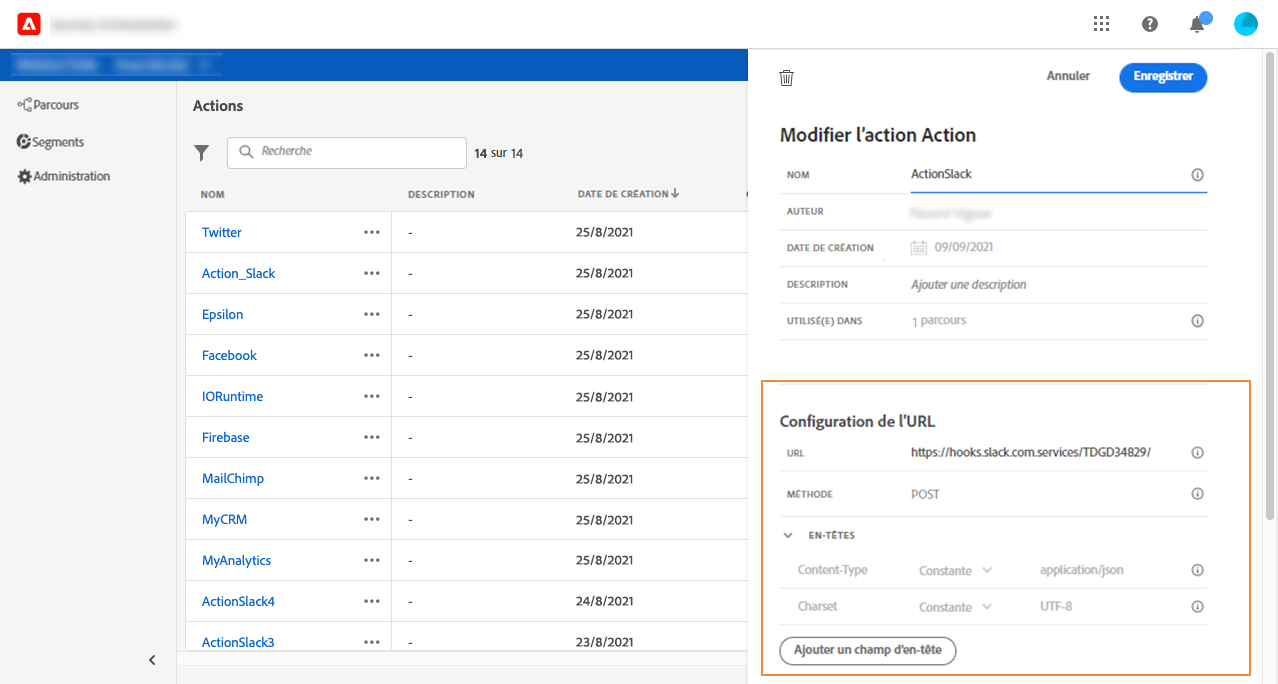 Parcours
Segments
Administration
Actions
Recherche
14 sur 14
NOM DESCRIPTION DATE DE CRÉATION
Twitter ••• - 25/8/2021
Action_Slack ••• - 25/8/2021
Epsilon ••• - 25/8/2021
Facebook ••• - 25/8/2021
IORuntime ••• - 25/8/2021
Firebase ••• - 25/8/2021
MailChimp ••• - 25/8/2021
MyCRM ••• - 25/8/2021
MyAnalytics ••• - 25/8/2021
ActionSlack4 ••• - 24/8/2021
ActionSlack3 ••• - 23/8/2021
Annuler Enregistrer
Modifier l'action Action
NOM ActionSlack
AUTEUR
DATE DE CRÉATION 09/09/2021
DESCRIPTION Ajouter une description
UTILISÉ(E) DANS 1 parcours
Configuration de l'URL
URL https://hooks.slack.com.services/TDGD34829/
MÉTHODE POST
EN-TÊTES
Content-Type Constante application/json
Charset Constante UTF-8
Ajouter un champ d'en-tête